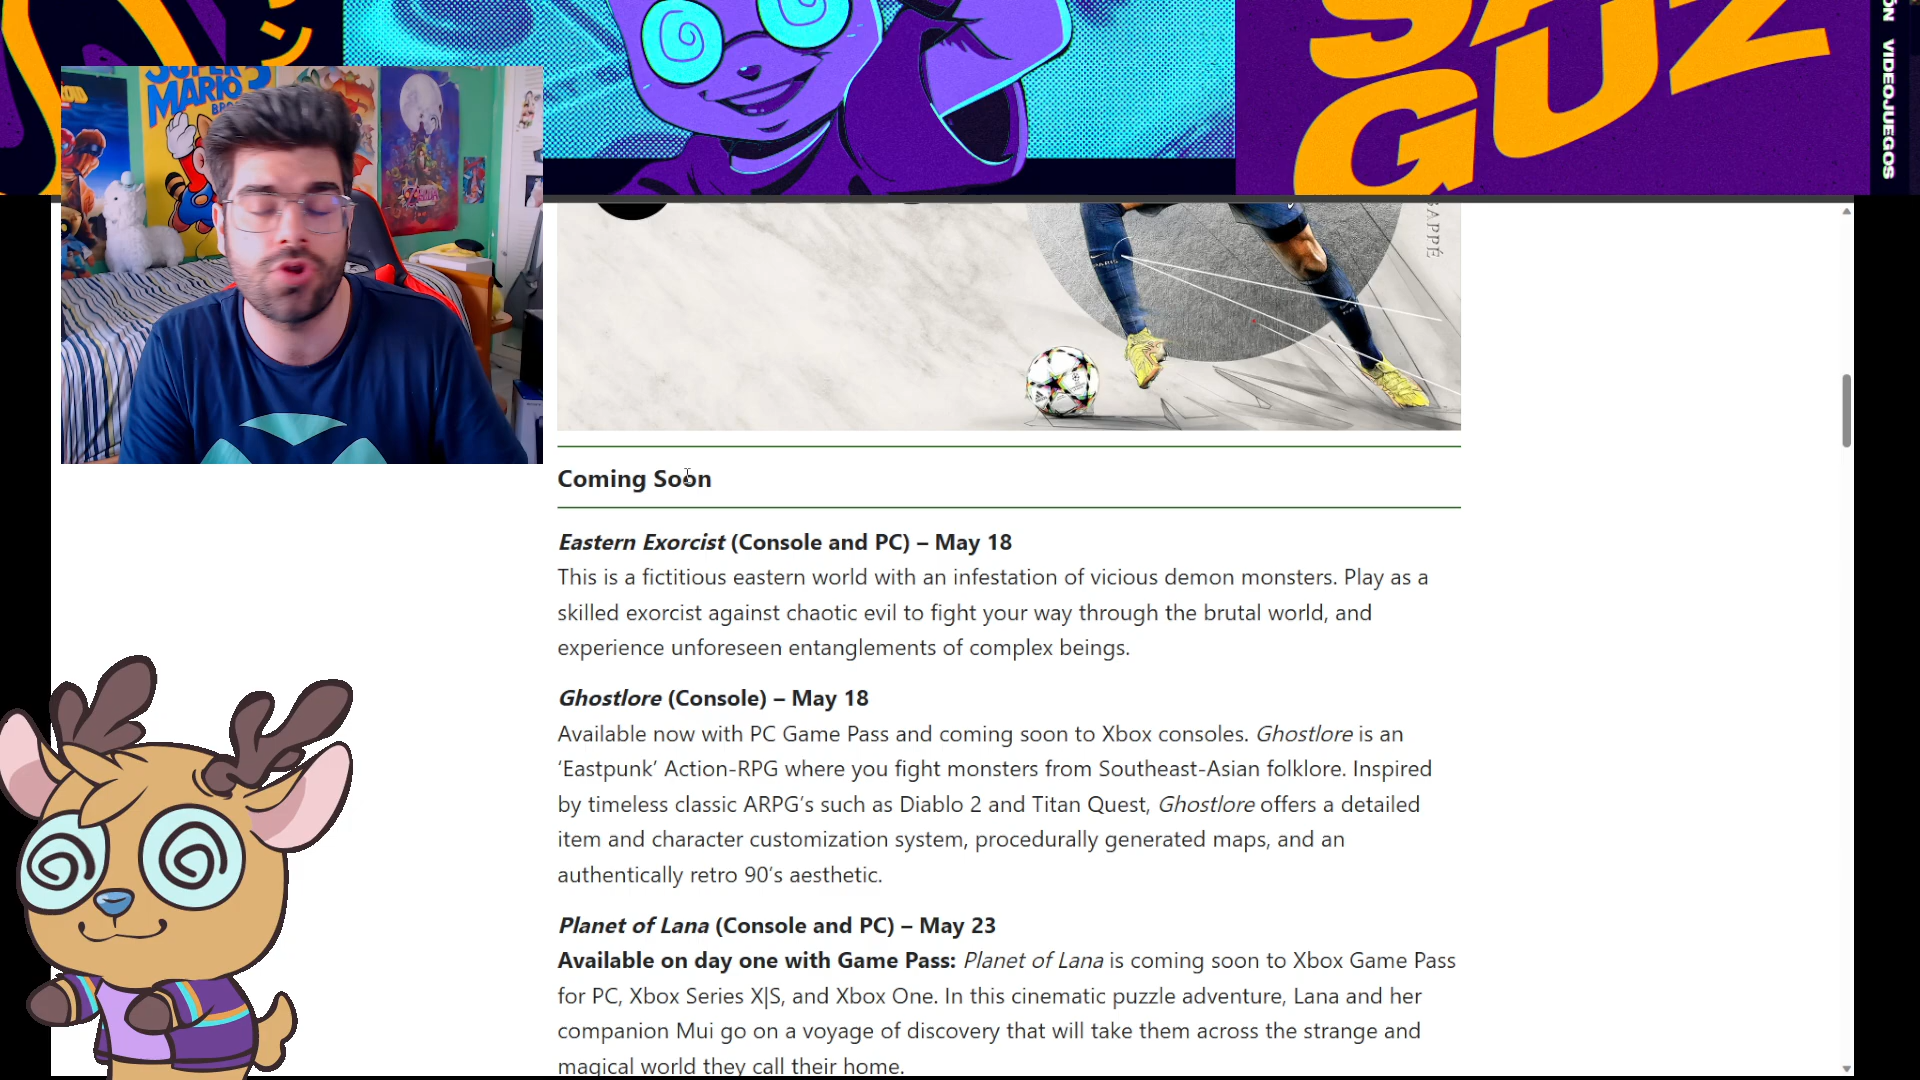 SA
GUZ
VIDEOJUEGOS
SUPER
MARIO 3
BRO
Coming Soon
Eastern Exorcist (Console and PC) – May 18
This is a fictitious eastern world with an infestation of vicious demon monsters. Play as a
skilled exorcist against chaotic evil to fight your way through the brutal world, and
experience unforeseen entanglements of complex beings.
Ghostlore (Console) – May 18
Available now with PC Game Pass and coming soon to Xbox consoles. Ghostlore is an
‘Eastpunk’ Action-RPG where you fight monsters from Southeast-Asian folklore. Inspired
by timeless classic ARPG’s such as Diablo 2 and Titan Quest, Ghostlore offers a detailed
item and character customization system, procedurally generated maps, and an
authentically retro 90’s aesthetic.
Planet of Lana (Console and PC) – May 23
Available on day one with Game Pass: Planet of Lana is coming soon to Xbox Game Pass
for PC, Xbox Series X|S, and Xbox One. In this cinematic puzzle adventure, Lana and her
companion Mui go on a voyage of discovery that will take them across the strange and
magical world they call their home.